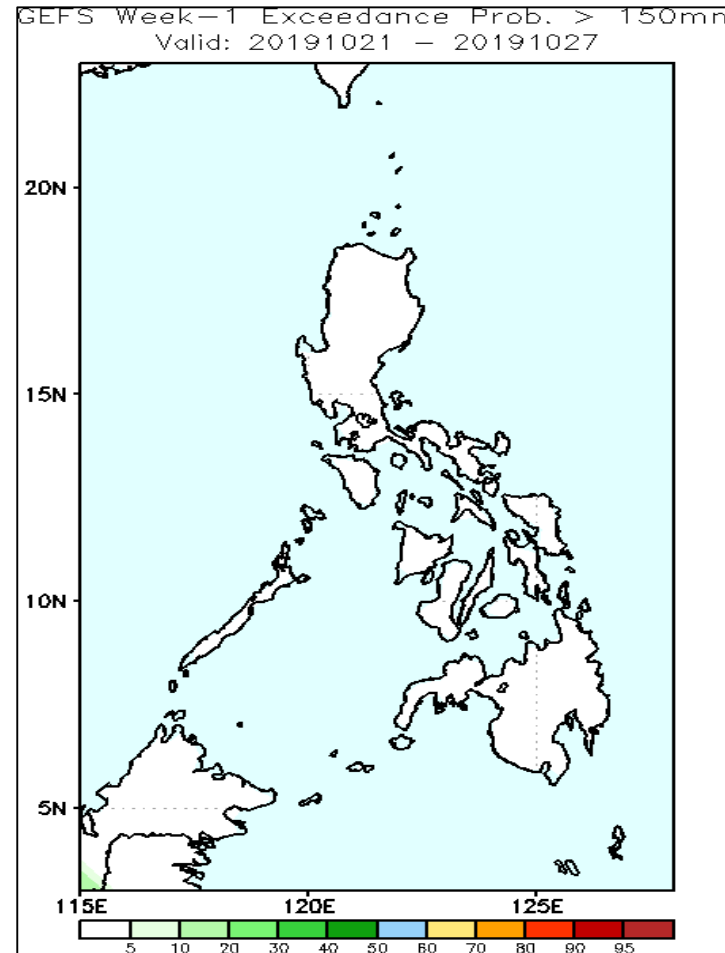 GEFS Week-1 Exceedance Prob. > 150mm
Valid: 20191021 - 20191027
20N
15N
10N
5N
115E 120E 125E
5 10 20 30 40 50 60 70 80 90 95